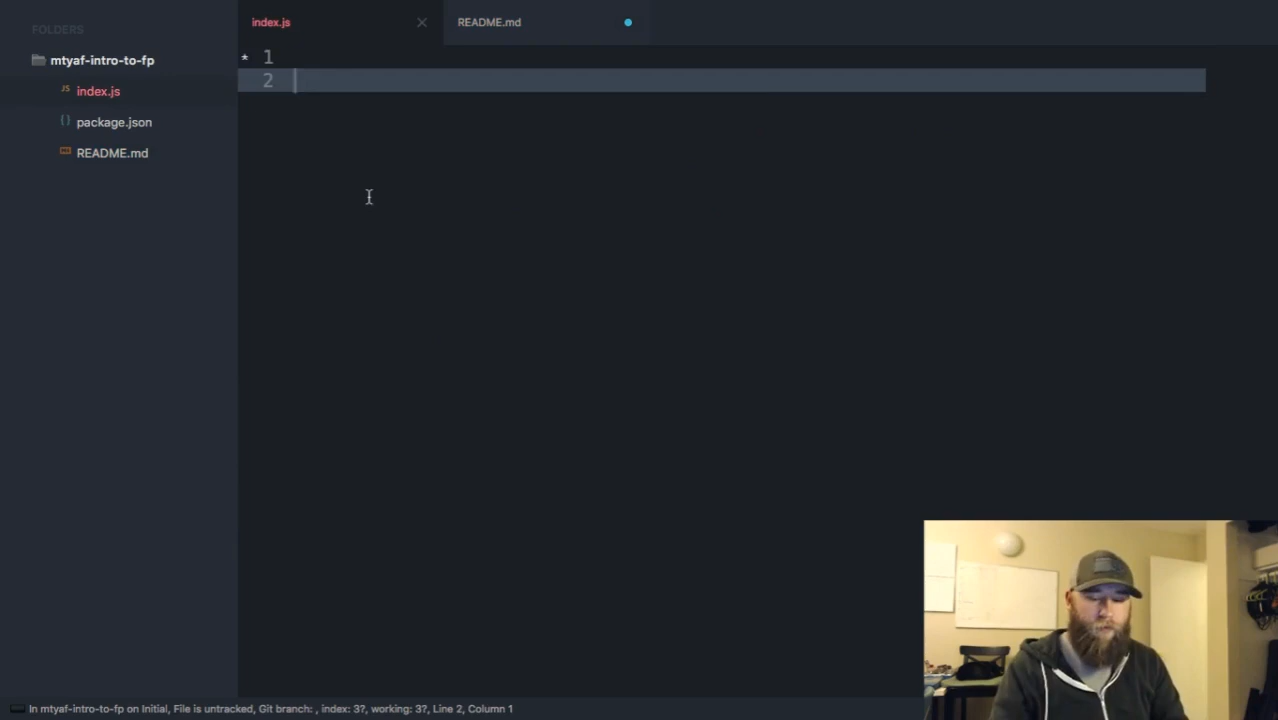 FOLDERS
mtyaf-intro-to-fp
JS index.js
{} package.json
README.md
index.js
README.md
* 1
2
In mtyaf-intro-to-fp on Initial, File is untracked, Git branch: , index: 3?, working: 3?, Line 2, Column 1